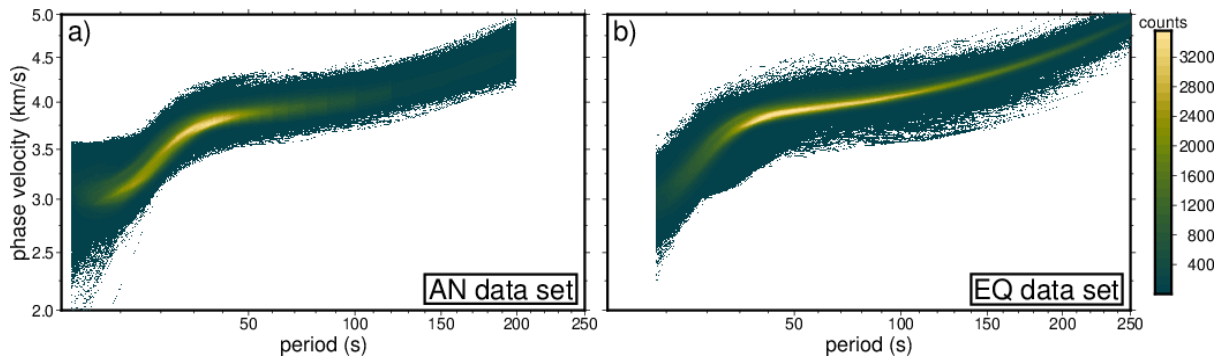 a)
5.0
4.5
4.0
3.5
3.0
2.5
2.0
phase velocity (km/s)
AN data set
50 100 150 200 250
period (s)
b)
EQ data set
50 100 150 200 250
period (s)
counts
3200
2800
2400
2000
1600
1200
800
400